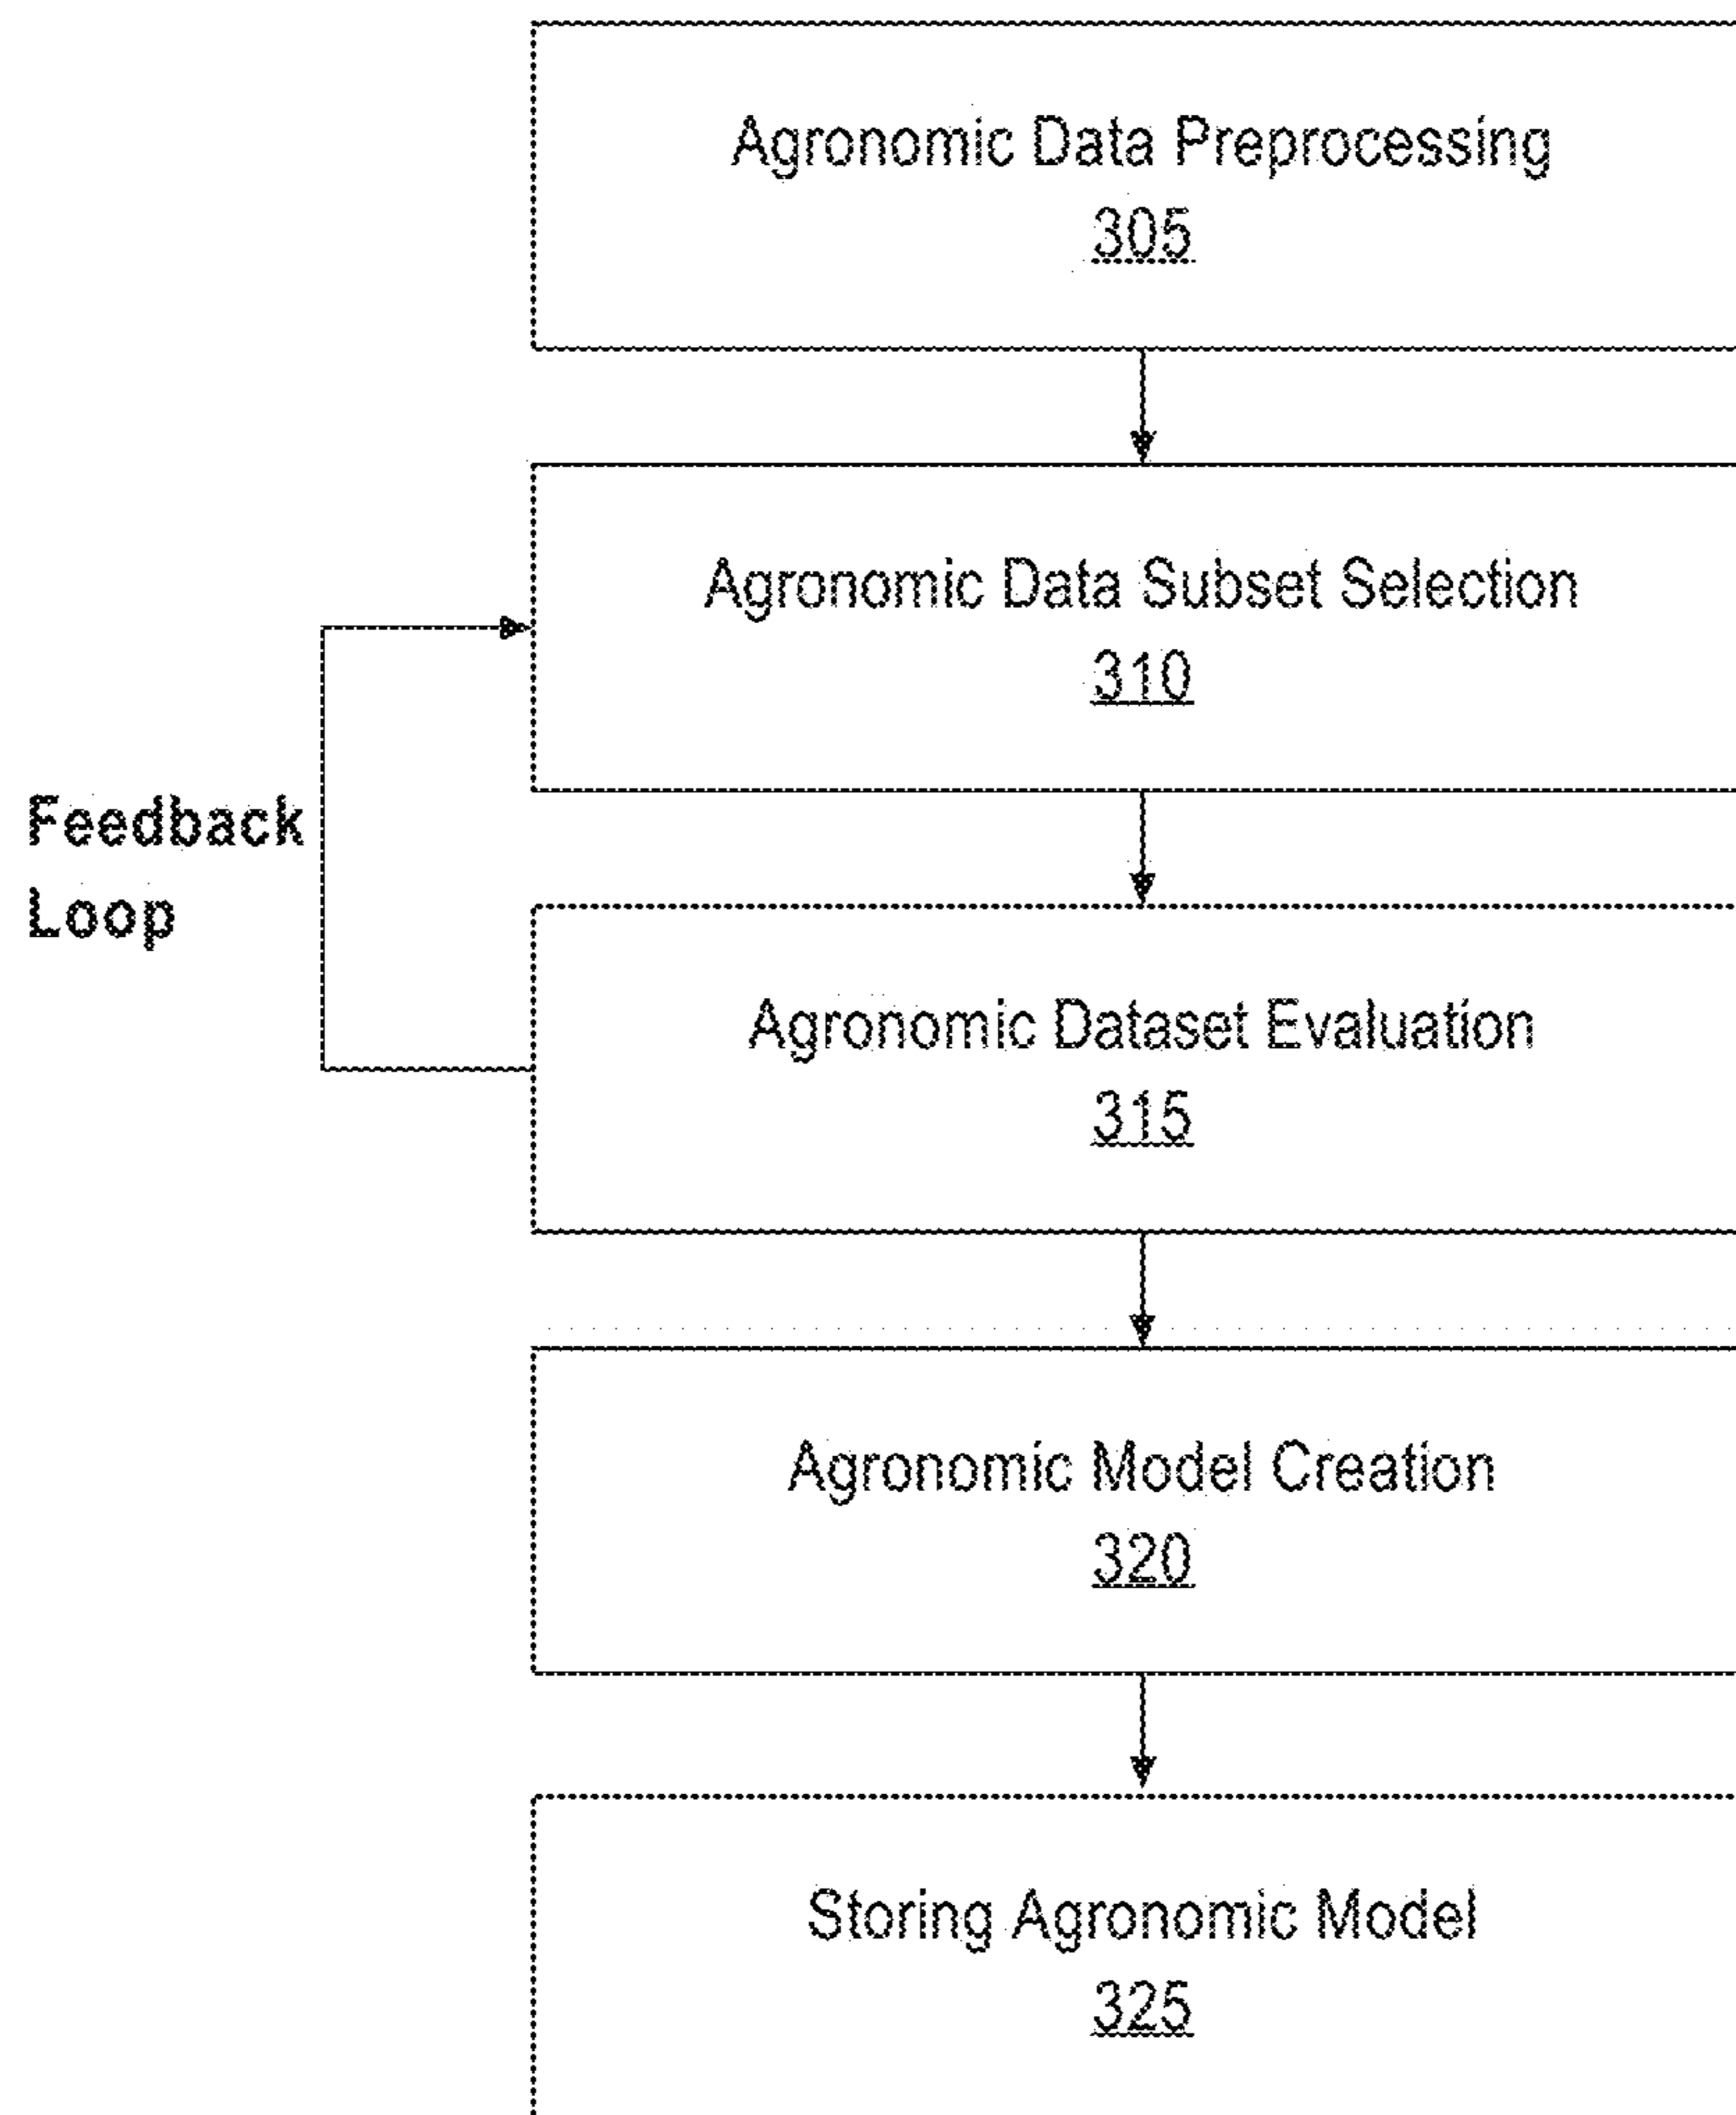 Agronomic Data Preprocessing
305
Agronomic Data Subset Selection
310
Feedback
Loop
Agronomic Dataset Evaluation
315
Agronomic Model Creation
320
Storing Agronomic Model
325